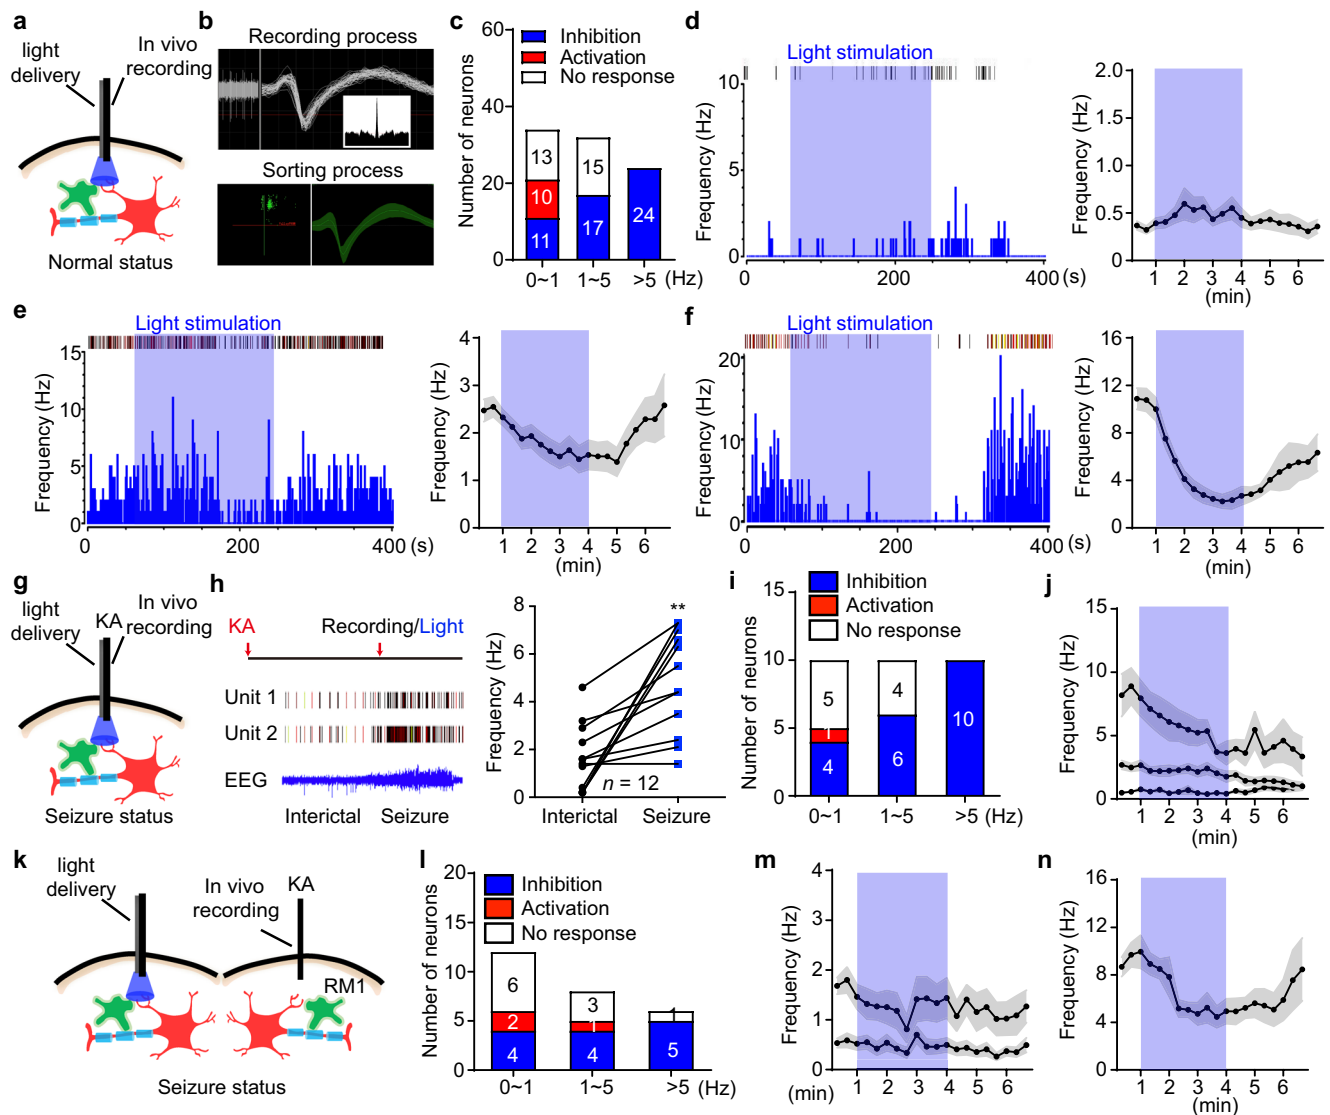 a
light delivery
In vivo recording
Normal status
b
Recording process
Sorting process
c
Number of neurons
60
40
20
0
Inhibition
Activation
No response
13
10
11
15
17
24
0~1
1~5
>5
(Hz)
d
Light stimulation
Frequency (Hz)
10
5
0
0
200
400
(s)
Frequency (Hz)
2.0
1.5
1.0
0.5
0.0
1 2 3 4 5 6
(min)
e
Light stimulation
Frequency (Hz)
15
10
5
0
0
200
400
(s)
Frequency (Hz)
4
3
2
1
0
1 2 3 4 5 6
(min)
f
Light stimulation
Frequency (Hz)
20
15
10
5
0
0
200
400
(s)
Frequency (Hz)
16
12
8
4
0
1 2 3 4 5 6
(min)
g
light delivery
KA
In vivo recording
Seizure status
h
KA
Recording/Light
Unit 1
Unit 2
EEG
Interictal
Seizure
Frequency (Hz)
8
6
4
2
0
**
n = 12
Interictal
Seizure
i
Number of neurons
15
10
5
0
Inhibition
Activation
No response
5
1
4
4
6
10
0~1
1~5
>5
(Hz)
j
Frequency (Hz)
15
10
5
0
1 2 3 4 5 6
(min)
k
light delivery
In vivo recording
KA
RM1
Seizure status
l
Number of neurons
20
15
10
5
0
Inhibition
Activation
No response
6
2
4
3
1
4
1
5
0~1
1~5
>5
(Hz)
m
Frequency (Hz)
4
3
2
1
0
1 2 3 4 5 6
(min)
n
Frequency (Hz)
16
12
8
4
0
1 2 3 4 5 6
(min)